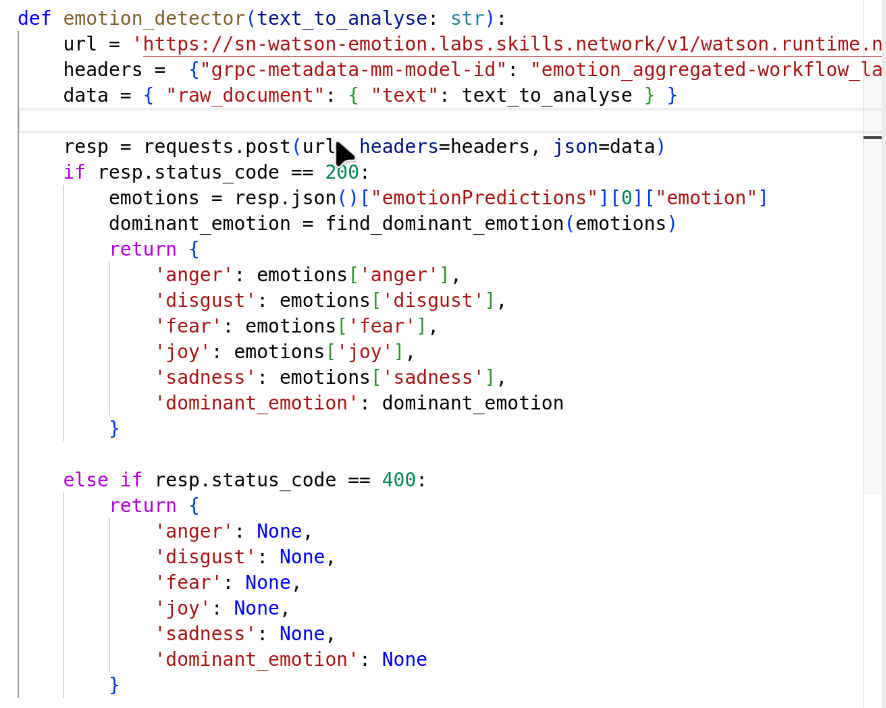 def emotion_detector(text_to_analyse: str):
    url = 'https://sn-watson-emotion.labs.skills.network/v1/watson.runtime.n
    headers =  {"grpc-metadata-mm-model-id": "emotion_aggregated-workflow_la
    data = { "raw_document": { "text": text_to_analyse } }

    resp = requests.post(url, headers=headers, json=data)
    if resp.status_code == 200:
        emotions = resp.json()["emotionPredictions"][0]["emotion"]
        dominant_emotion = find_dominant_emotion(emotions)
        return {
            'anger': emotions['anger'],
            'disgust': emotions['disgust'],
            'fear': emotions['fear'],
            'joy': emotions['joy'],
            'sadness': emotions['sadness'],
            'dominant_emotion': dominant_emotion
        }

    else if resp.status_code == 400:
        return {
            'anger': None,
            'disgust': None,
            'fear': None,
            'joy': None,
            'sadness': None,
            'dominant_emotion': None
        }